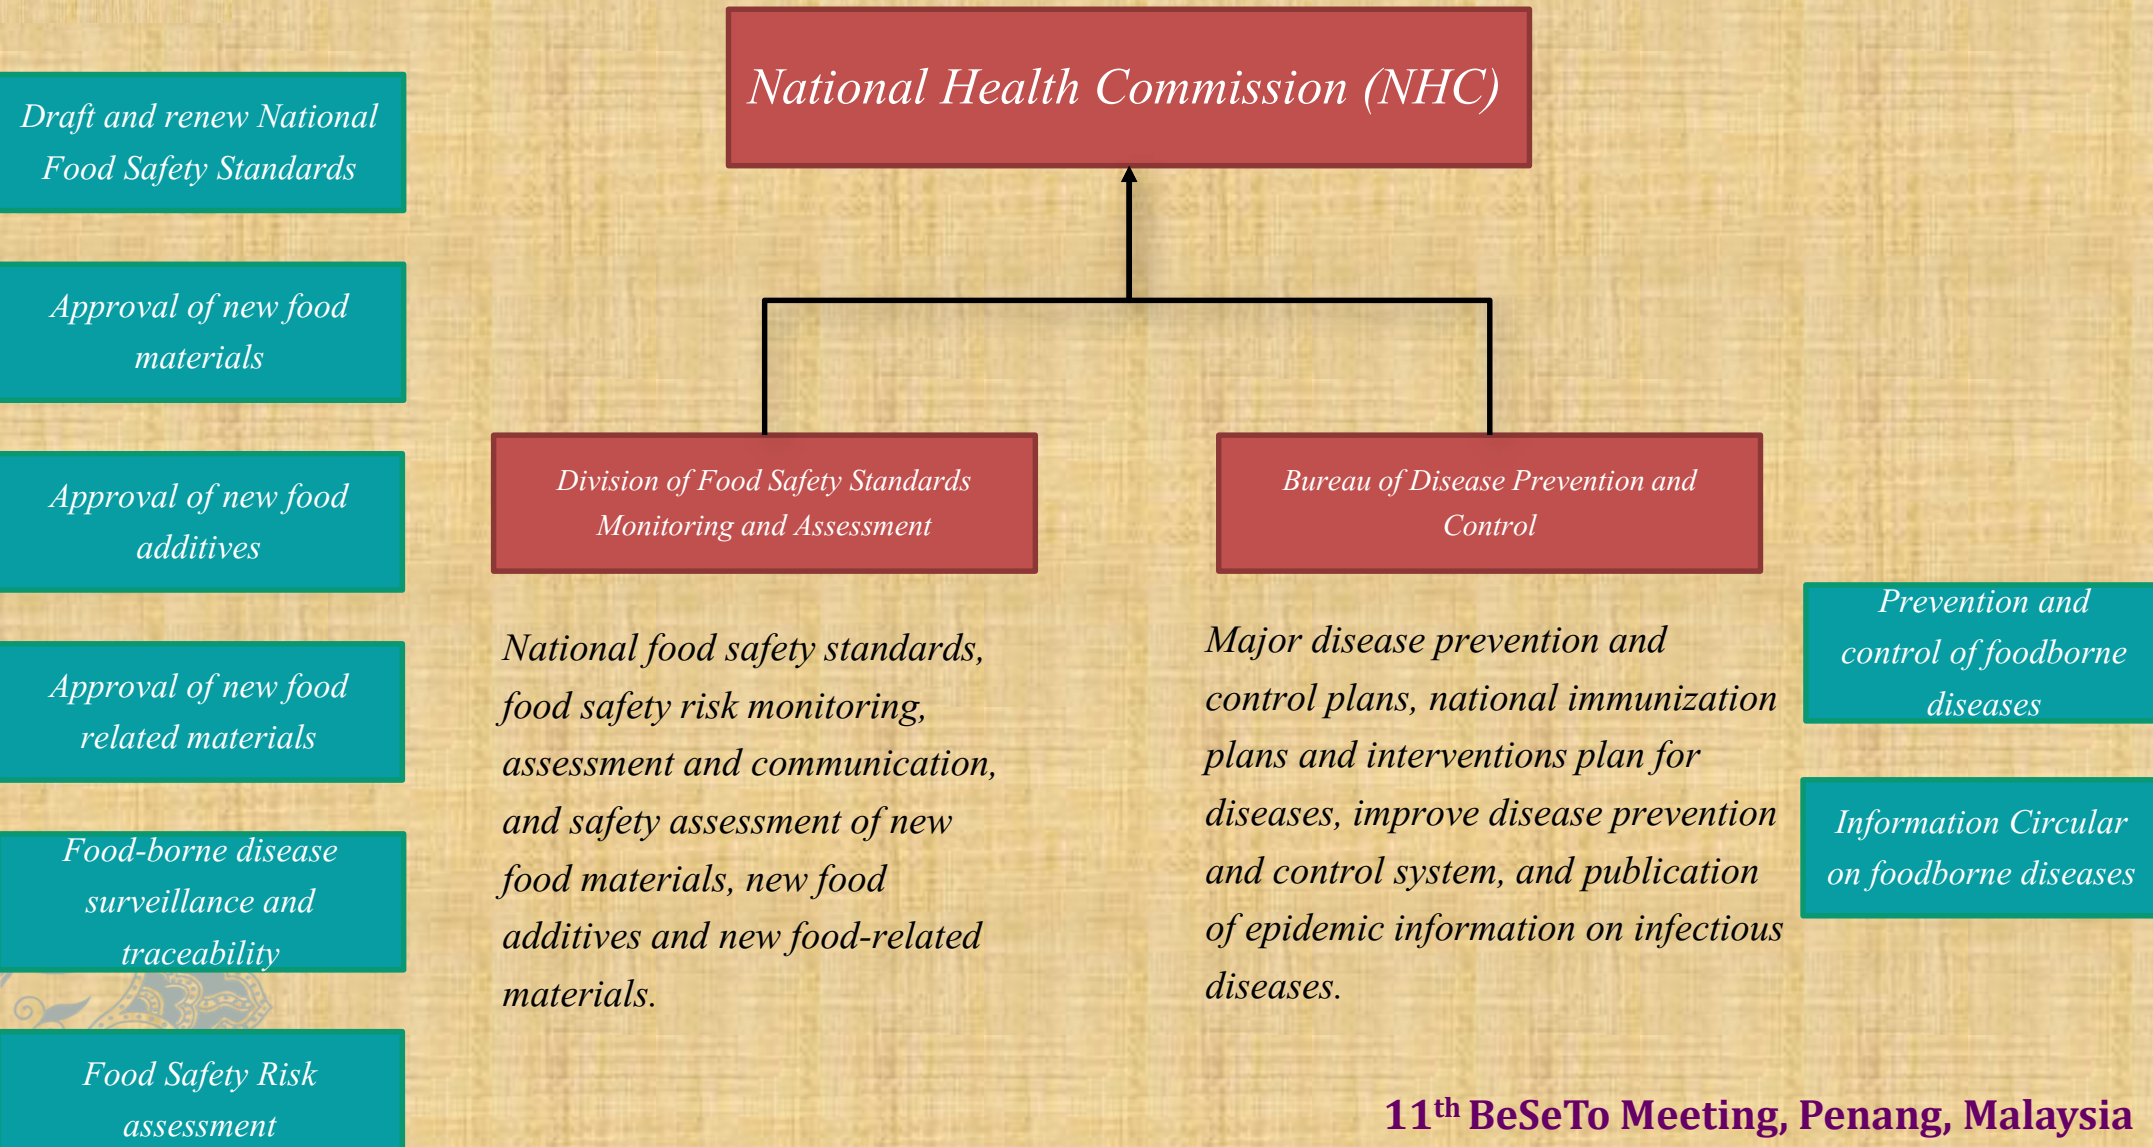 National Health Commission (NHC)
Draft and renew National
Food Safety Standards
Approval of new food
materials
Approval of new food
additives
Approval of new food
related materials
Food-borne disease
surveillance and
traceability
Food Safety Risk
assessment
Division of Food Safety Standards
Monitoring and Assessment
National food safety standards,
food safety risk monitoring,
assessment and communication,
and safety assessment of new
food materials, new food
additives and new food-related
materials.
Bureau of Disease Prevention and
Control
Major disease prevention and
control plans, national immunization
plans and interventions plan for
diseases, improve disease prevention
and control system, and publication
of epidemic information on infectious
diseases.
Prevention and
control of foodborne
diseases
Information Circular
on foodborne diseases
11th BeSeTo Meeting, Penang, Malaysia